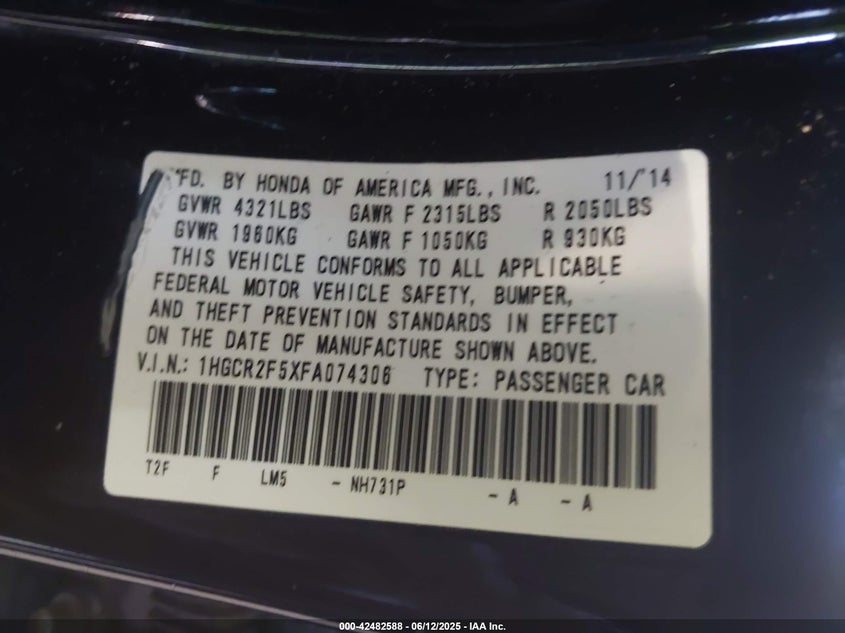 MFD. BY HONDA OF AMERICA MFG., INC. 11/'14
GVWR 4321LBS GAWR F 2315LBS R 2050LBS
GVWR 1960KG GAWR F 1050KG R 930KG
THIS VEHICLE CONFORMS TO ALL APPLICABLE
FEDERAL MOTOR VEHICLE SAFETY, BUMPER,
AND THEFT PREVENTION STANDARDS IN EFFECT
ON THE DATE OF MANUFACTURE SHOWN ABOVE.
V.I.N.: 1HGCR2F5XFA074306 TYPE: PASSENGER CAR
T2F F LM5 - NH731P - A - A
000-42482588 - 06/12/2025 - IAA Inc.